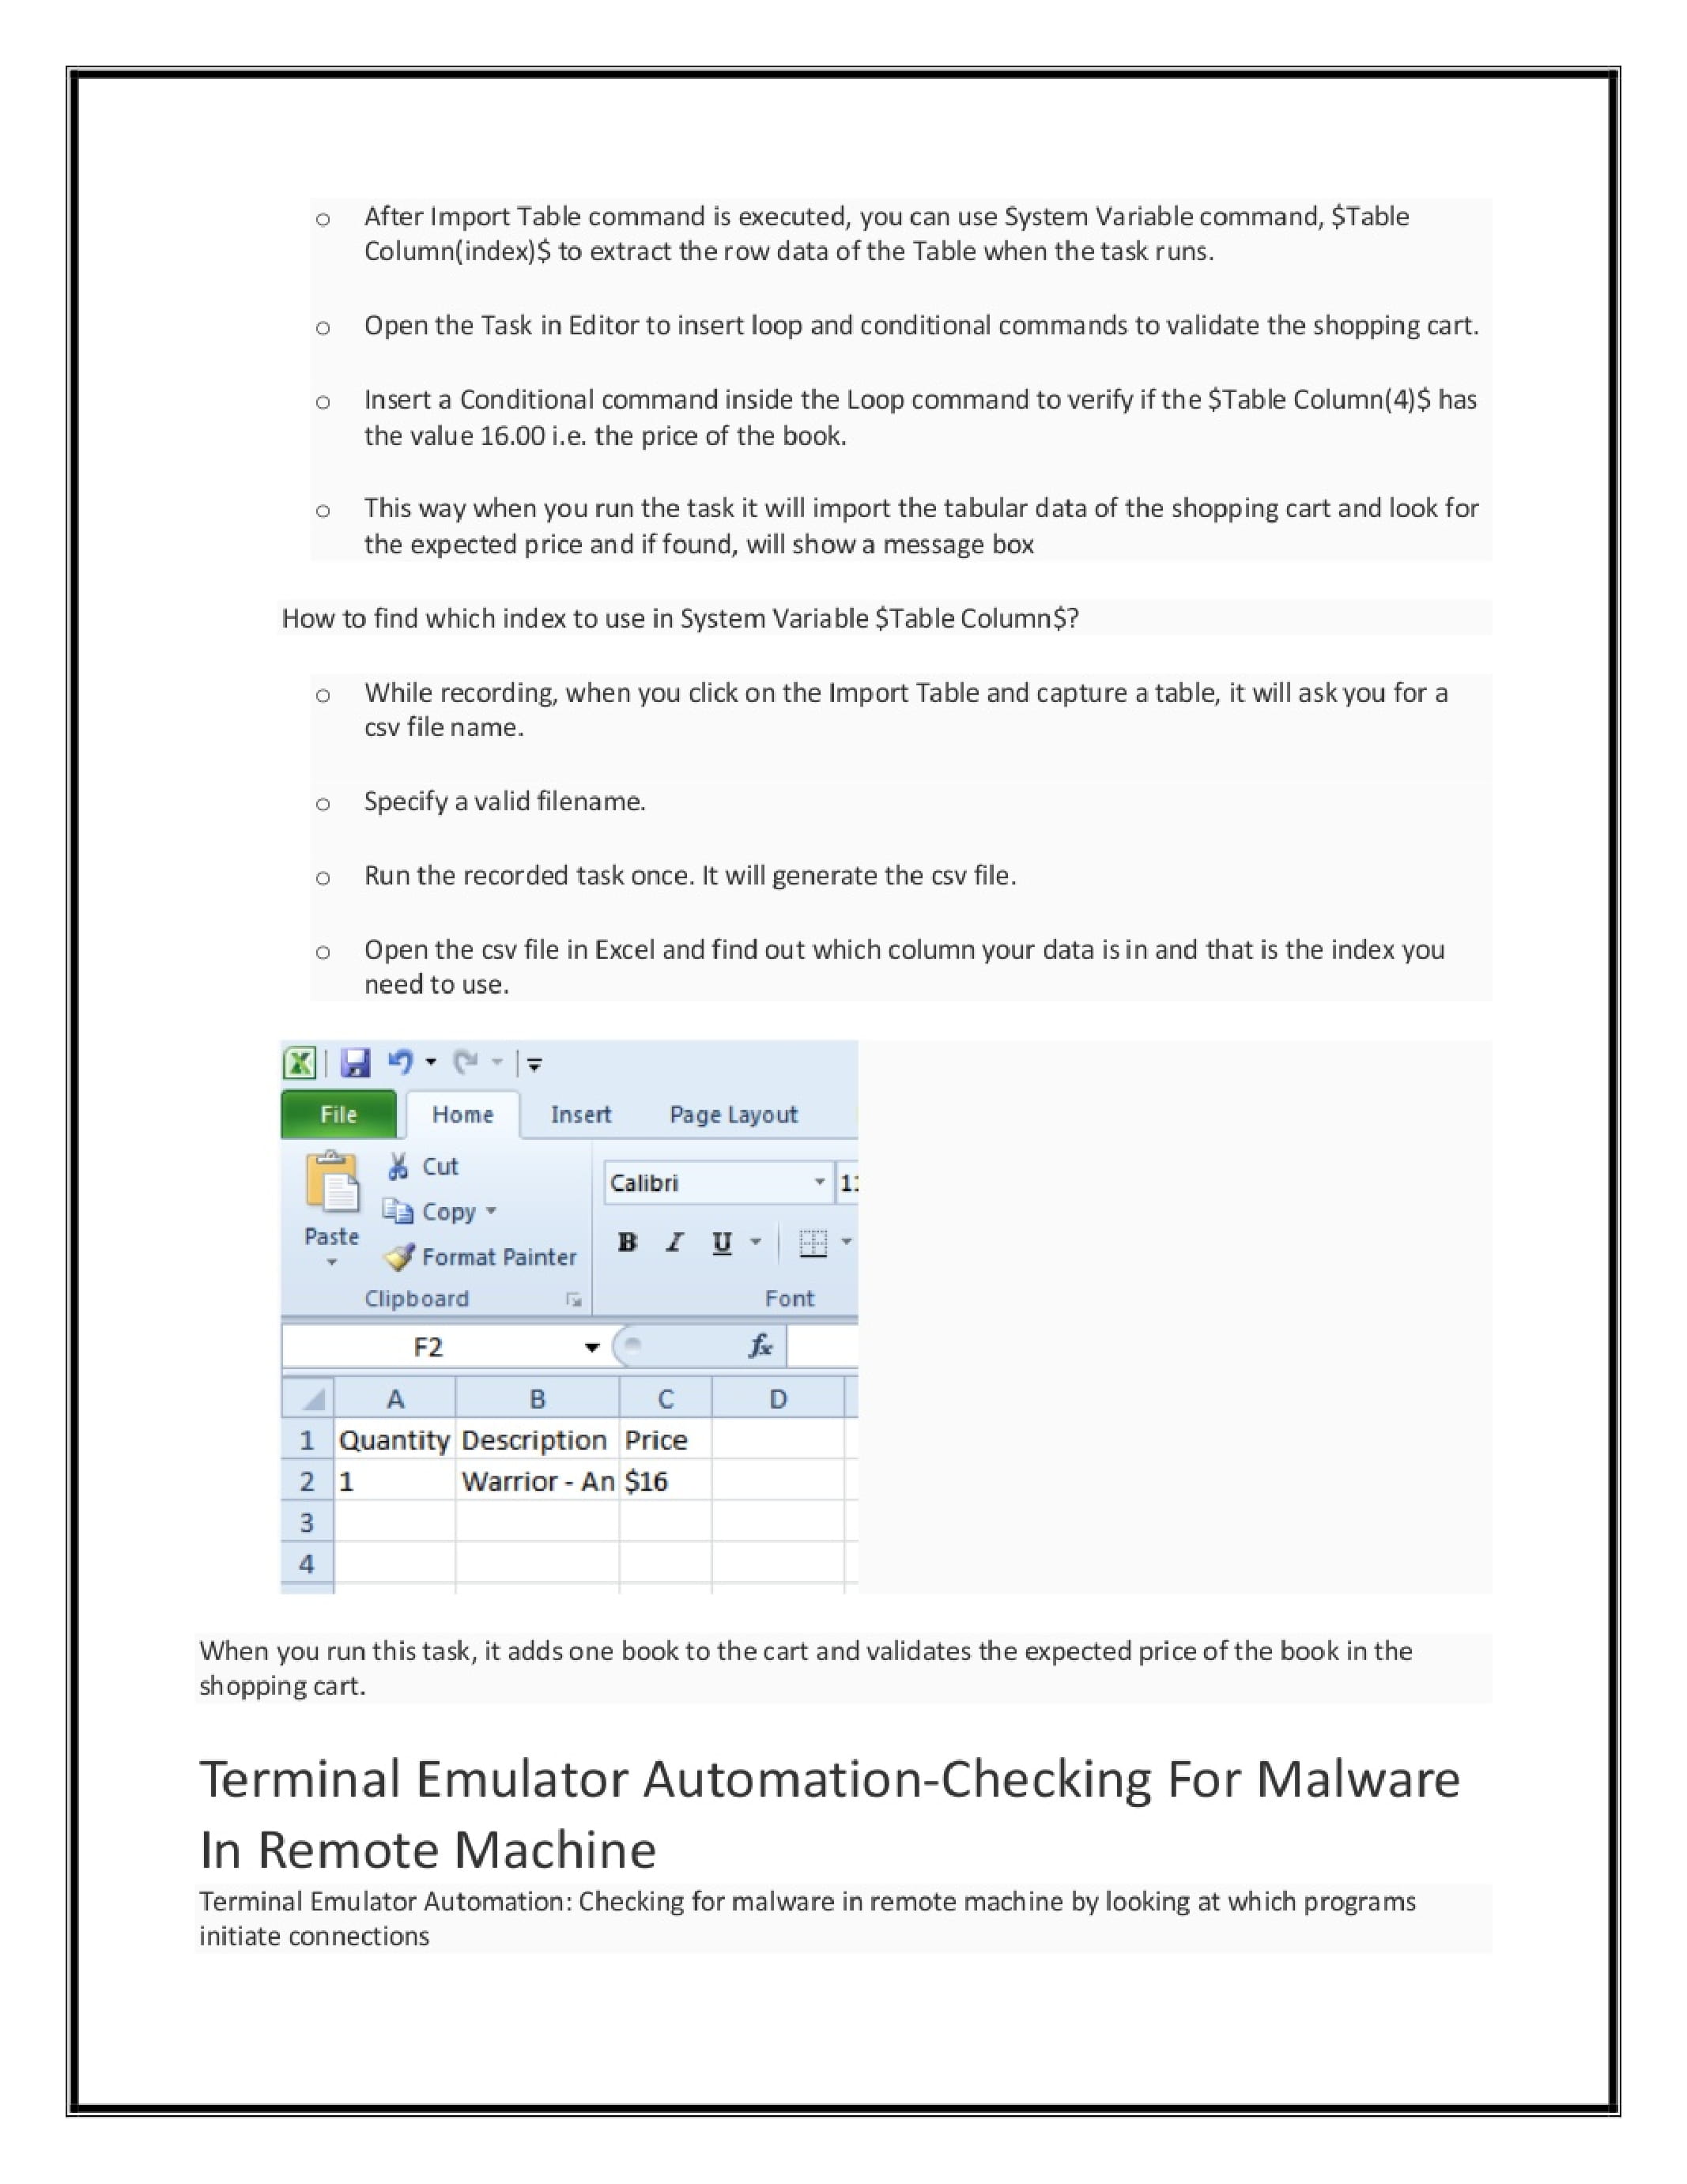 After Import Table command is executed, you can use System Variable command, $Table
Column(index)$ to extract the row data of the Table when the task runs.
Open the Task in Editor to insert loop and conditional commands to validate the shopping cart.
Insert a Conditional command inside the Loop command to verify if the $Table Column(4)$ has
the value 16.00 i.e. the price of the book.
This way when you run the task it will import the tabular data of the shopping cart and look for
the expected price and if found, will show a message box
How to find which index to use in System Variable $Table Column$?
While recording, when you click on the Import Table and capture a table, it will ask you for a
csv file name.
Specify a valid filename.
Run the recorded task once. It will generate the csv file.
Open the csv file in Excel and find out which column your data is in and that is the index you
need to use.
File Home Insert Page Layout
Cut
Calibri
Copy
Paste
B I U
Format Painter
Clipboard Font
F2 fx
A B C D
1 Quantity Description Price
2 1 Warrior - An $16
3
4
When you run this task, it adds one book to the cart and validates the expected price of the book in the
shopping cart.
Terminal Emulator Automation-Checking For Malware
In Remote Machine
Terminal Emulator Automation: Checking for malware in remote machine by looking at which programs
initiate connections